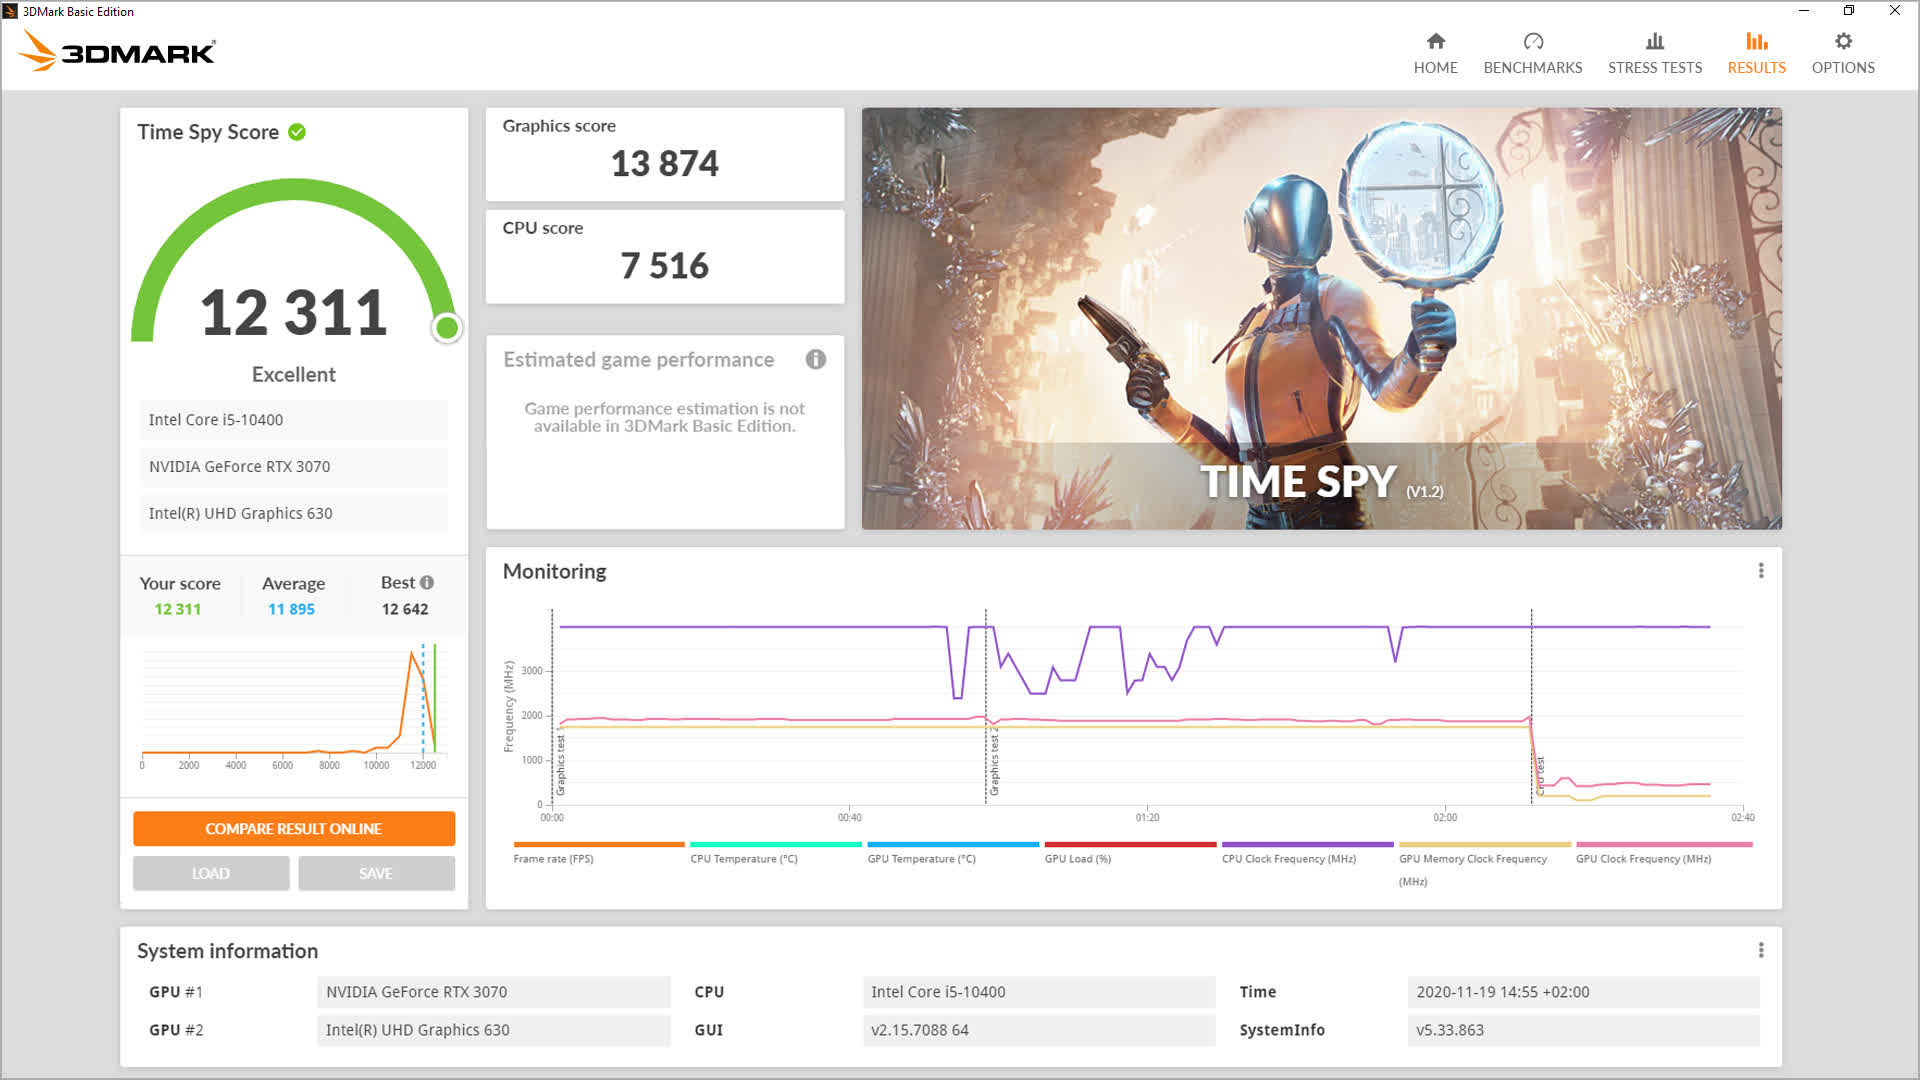 3DMark Basic Edition
3DMARK®
HOME
BENCHMARKS
STRESS TESTS
RESULTS
OPTIONS
Time Spy Score
12 311
Excellent
Intel Core i5-10400
NVIDIA GeForce RTX 3070
Intel(R) UHD Graphics 630
Your score Average Best
12 311 11 895 12 642
0 2000 4000 6000 8000 10000 12000
COMPARE RESULT ONLINE
LOAD SAVE
Graphics score
13 874
CPU score
7 516
Estimated game performance
Game performance estimation is not
available in 3DMark Basic Edition.
TIME SPY (V1.2)
Monitoring
Frequency (MHz)
3000
2000
1000
0
Graphics test
Graphics test 2
CPU test
00:00 00:40 01:20 02:00 02:40
Frame rate (FPS)
CPU Temperature (°C)
GPU Temperature (°C)
GPU Load (%)
CPU Clock Frequency (MHz)
GPU Memory Clock Frequency
(MHz)
GPU Clock Frequency (MHz)
System information
GPU #1 NVIDIA GeForce RTX 3070 CPU Intel Core i5-10400 Time 2020-11-19 14:55 +02:00
GPU #2 Intel(R) UHD Graphics 630 GUI v2.15.7088 64 SystemInfo v5.33.863